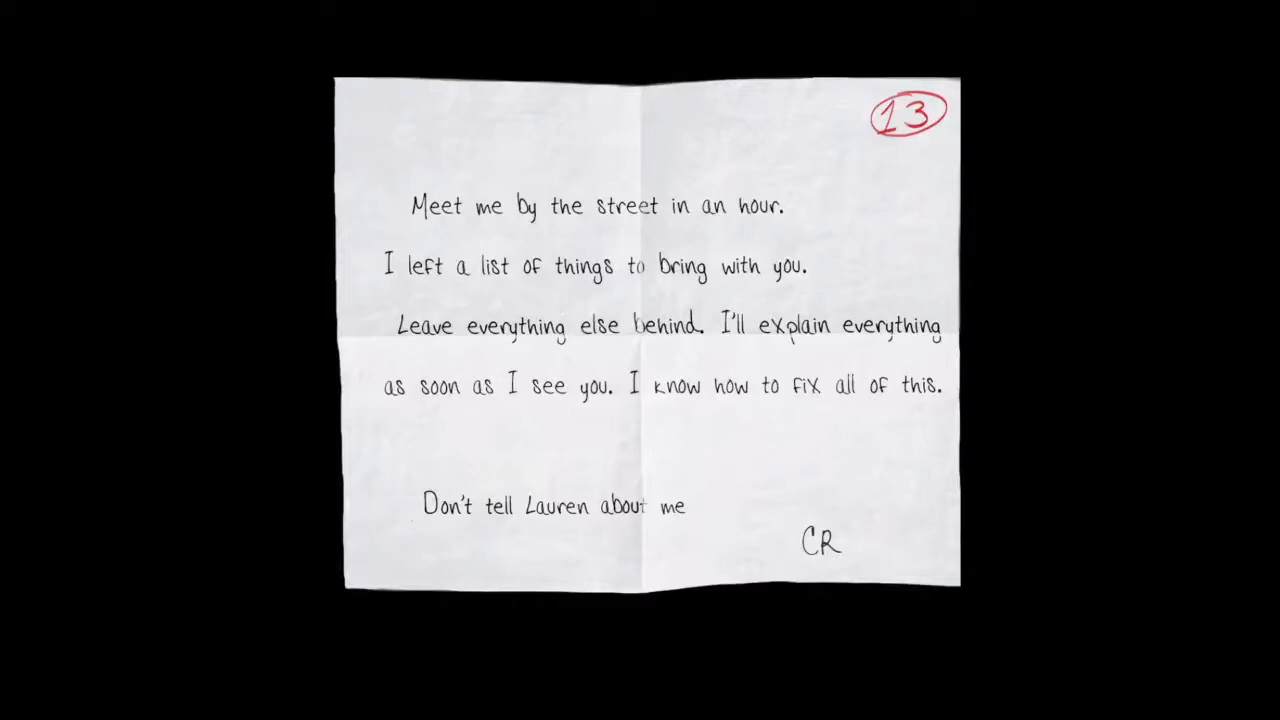 13
Meet me by the street in an hour.
I left a list of things to bring with you.
Leave everything else behind. I'll explain everything
as soon as I see you. I know how to fix all of this.
Don't tell Lauren about me
CR